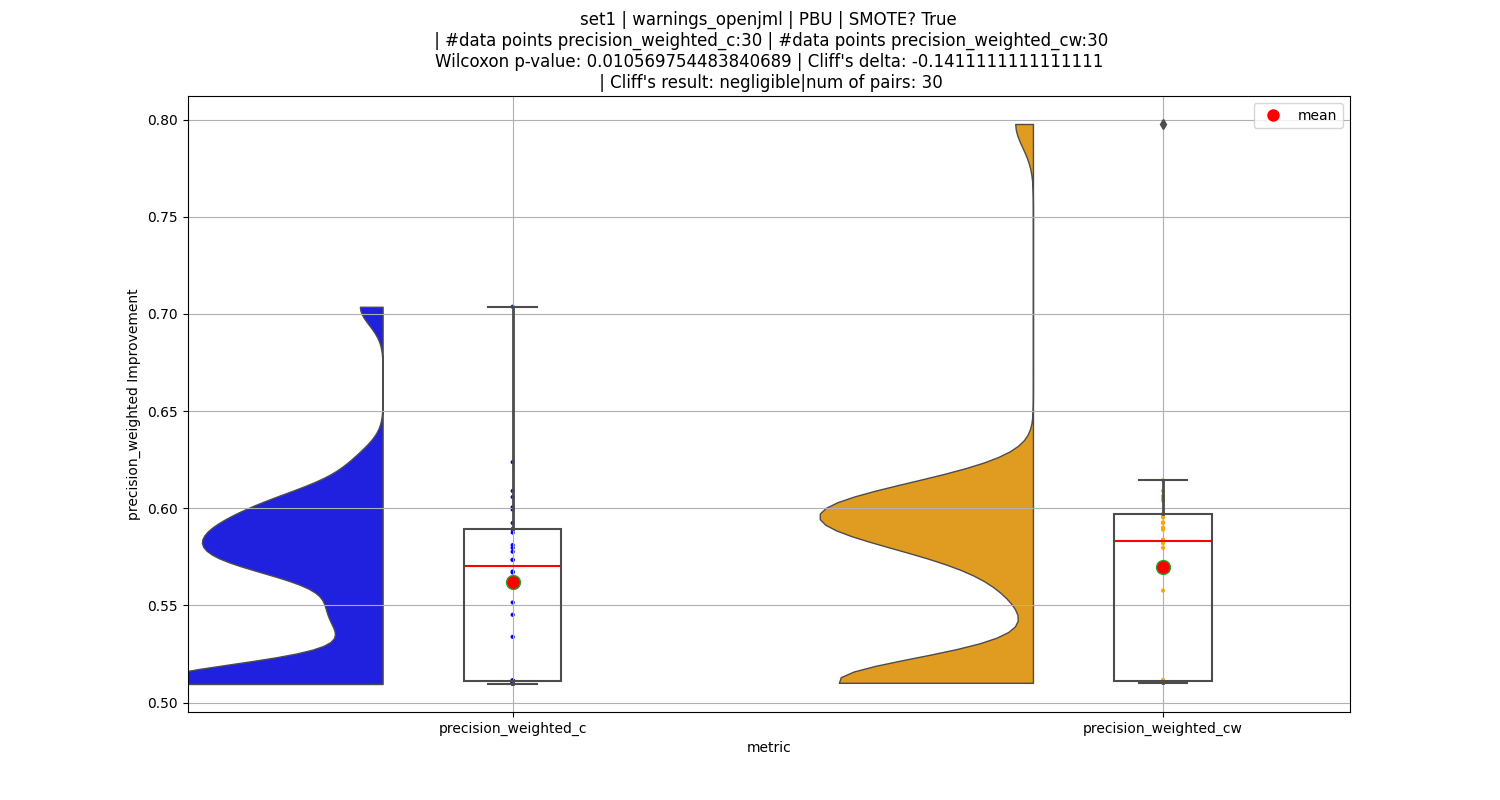 set1 | warnings_openjml | PBU | SMOTE? True
| #data points precision_weighted_c:30 | #data points precision_weighted_cw:30
Wilcoxon p-value: 0.010569754483840689 | Cliff's delta: -0.1411111111111111
| Cliff's result: negligible|num of pairs: 30
mean
0.80
0.75
0.70
0.65
0.60
0.55
0.50
precision_weighted Improvement
precision_weighted_c
precision_weighted_cw
metric